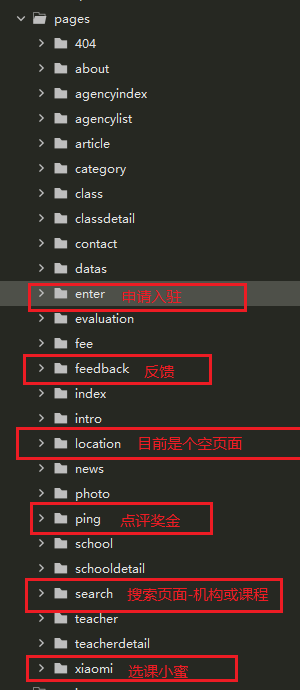 pages
404
about
agencyindex
agencylist
article
category
class
classdetail
contact
datas
enter 申请入驻
evaluation
fee
feedback 反馈
index
intro
location 目前是个空页面
news
photo
ping 点评奖金
school
schooldetail
search 搜索页面-机构或课程
teacher
teacherdetail
xiaomi 选课小蜜